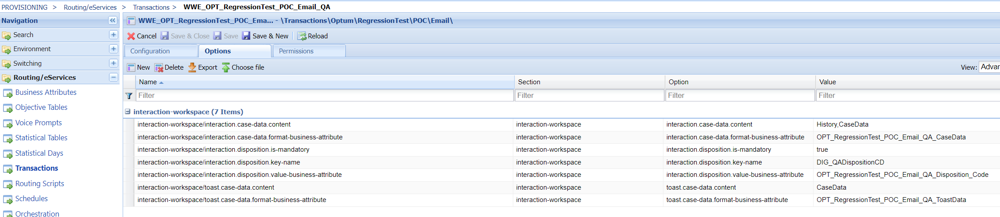 PROVISIONING > Routing/eServices > Transactions > WWE_OPT_RegressionTest_POC_Email_QA
Navigation
WWE_OPT_RegressionTest_POC_Ema... - \Transactions\Optum\RegressionTest\POC\Email\
Search
Environment
Switching
Routing/eServices
Business Attributes
Objective Tables
Voice Prompts
Statistical Tables
Statistical Days
Transactions
Routing Scripts
Schedules
Orchestration
Cancel Save & Close Save Save & New Reload
Configuration Options Permissions
New Delete Export Choose file View: Advan
Name Section Option Value
Filter Filter Filter Filter
interaction-workspace (7 Items)
interaction-workspace/interaction.case-data.content interaction-workspace interaction.case-data.content History,CaseData
interaction-workspace/interaction.case-data.format-business-attribute interaction-workspace interaction.case-data.format-business-attribute OPT_RegressionTest_POC_Email_QA_CaseData
interaction-workspace/interaction.disposition.is-mandatory interaction-workspace interaction.disposition.is-mandatory true
interaction-workspace/interaction.disposition.key-name interaction-workspace interaction.disposition.key-name DIG_QADispositionCD
interaction-workspace/interaction.disposition.value-business-attribute interaction-workspace interaction.disposition.value-business-attribute OPT_RegressionTest_POC_Email_QA_Disposition_Code
interaction-workspace/toast.case-data.content interaction-workspace toast.case-data.content CaseData
interaction-workspace/toast.case-data.format-business-attribute interaction-workspace toast.case-data.format-business-attribute OPT_RegressionTest_POC_Email_QA_ToastData